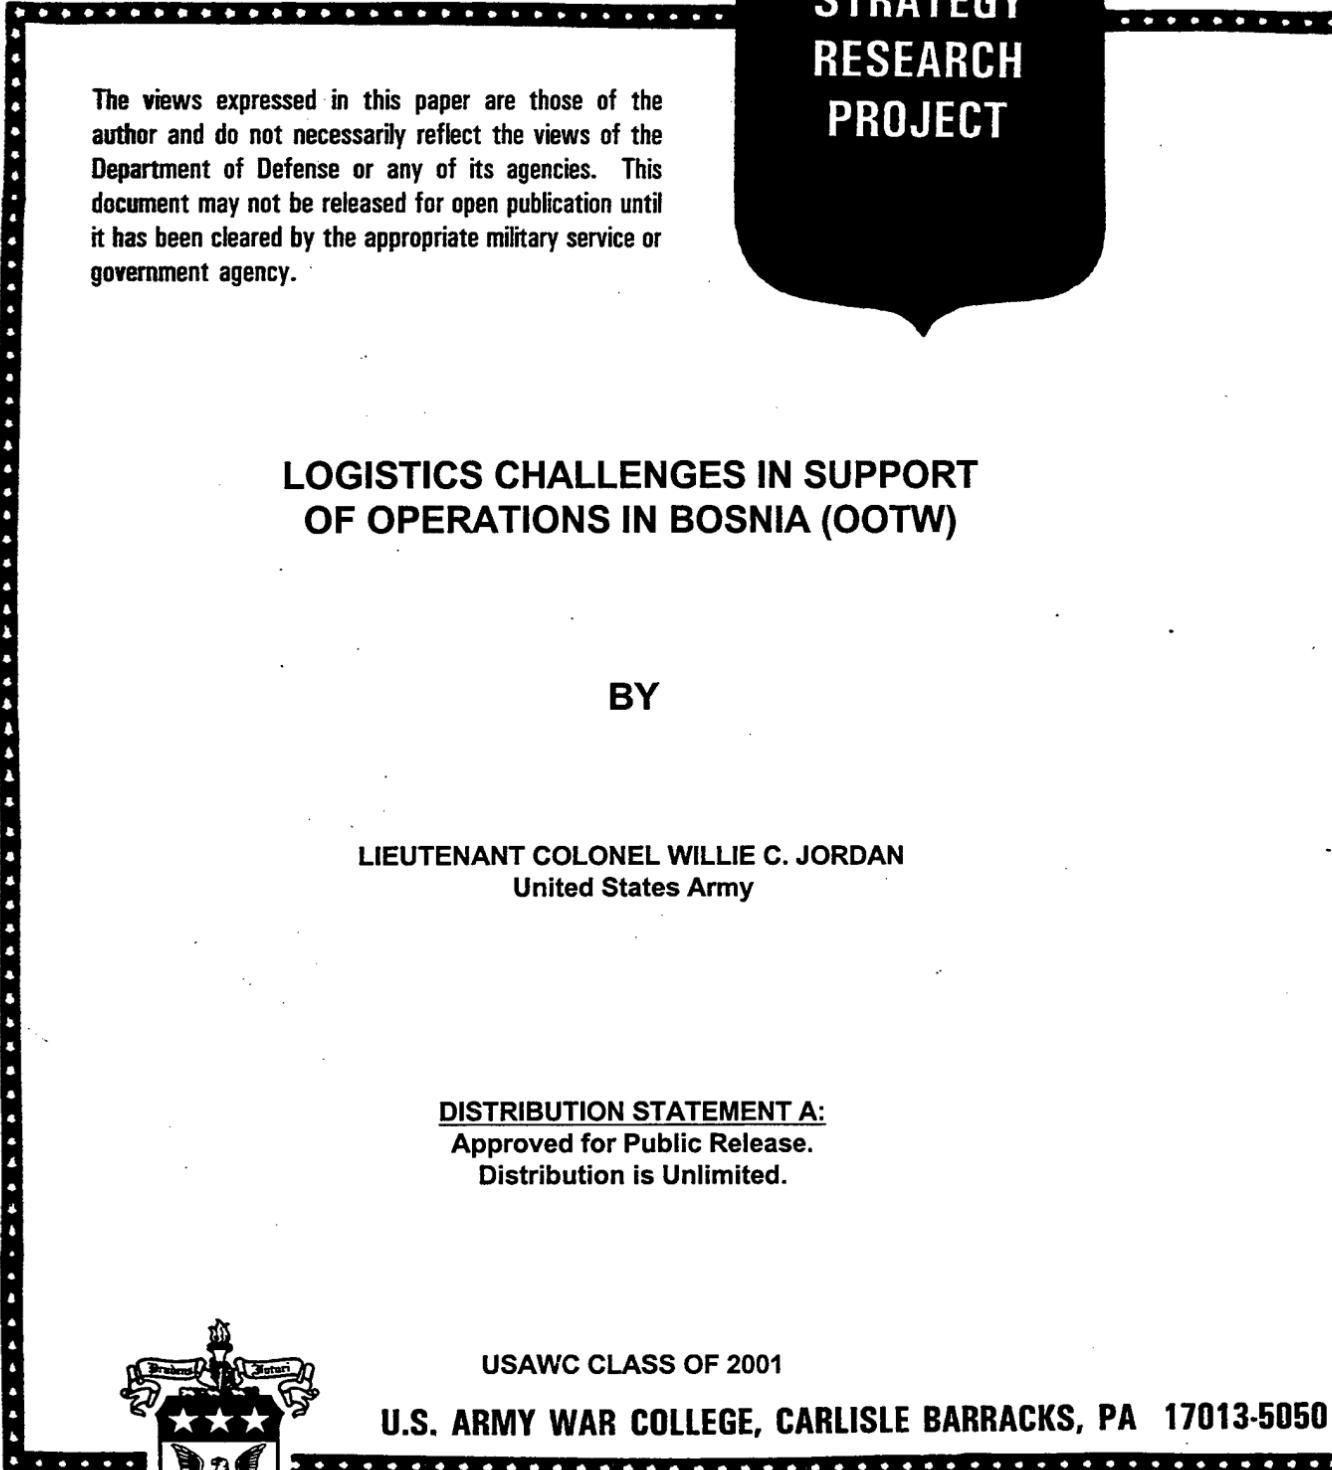 STRATEGY
RESEARCH
PROJECT
The views expressed in this paper are those of the
author and do not necessarily reflect the views of the
Department of Defense or any of its agencies. This
document may not be released for open publication until
it has been cleared by the appropriate military service or
government agency.
LOGISTICS CHALLENGES IN SUPPORT
OF OPERATIONS IN BOSNIA (OOTW)
BY
LIEUTENANT COLONEL WILLIE C. JORDAN
United States Army
DISTRIBUTION STATEMENT A:
Approved for Public Release.
Distribution is Unlimited.
Prudens Futuri
USAWC CLASS OF 2001
U.S. ARMY WAR COLLEGE, CARLISLE BARRACKS, PA 17013-5050